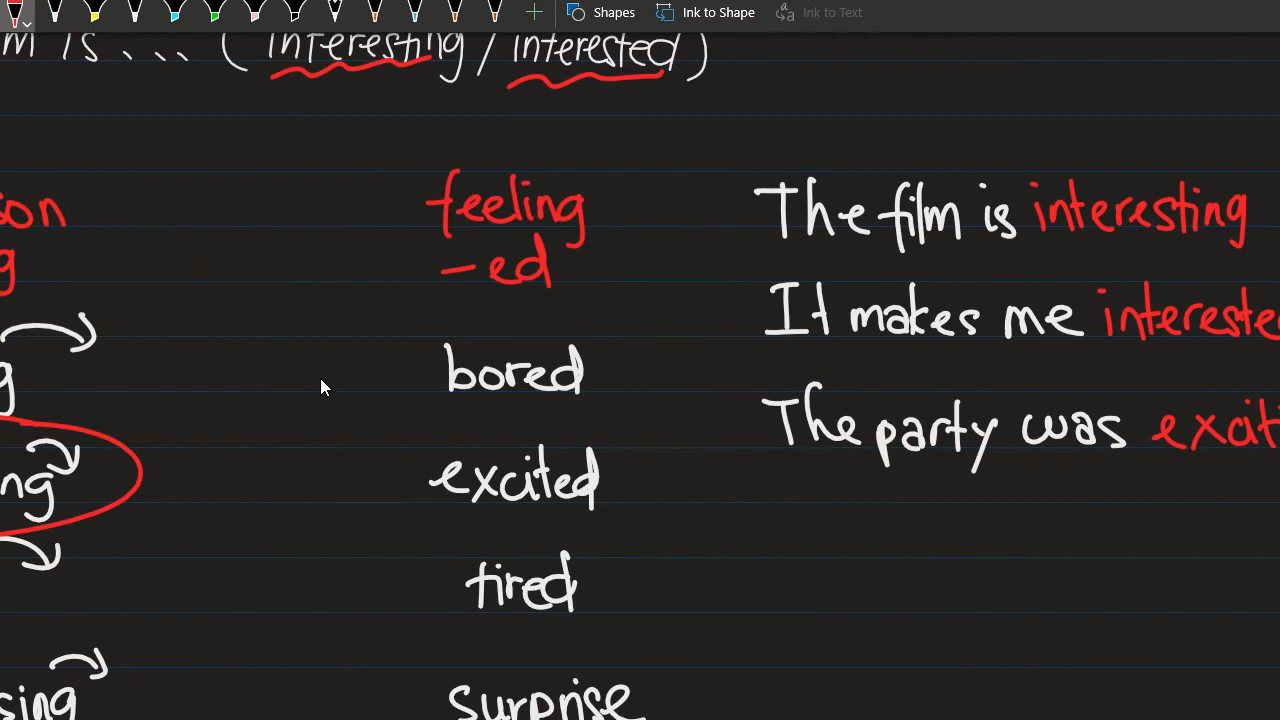 Shapes Ink to Shape Ink to Text
m is ... (interesting / interested)
son feeling The film is interesting
g -ed
It makes me interested
g bored
The party was excit
ng excited
tired
sing surprise